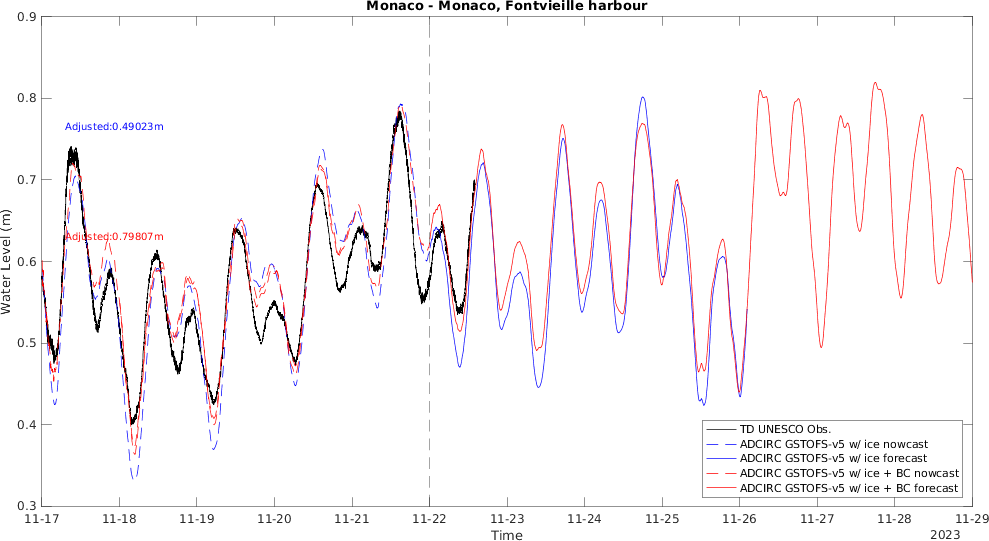 Monaco - Monaco, Fontvieille harbour
0.9
0.8
0.7
0.6
0.5
0.4
0.3
Water Level (m)
Adjusted:0.49023m
Adjusted:0.79807m
TD UNESCO Obs.
ADCIRC GSTOFS-v5 w/ ice nowcast
ADCIRC GSTOFS-v5 w/ ice forecast
ADCIRC GSTOFS-v5 w/ ice + BC nowcast
ADCIRC GSTOFS-v5 w/ ice + BC forecast
11-17 11-18 11-19 11-20 11-21 11-22 11-23 11-24 11-25 11-26 11-27 11-28 11-29
Time
2023